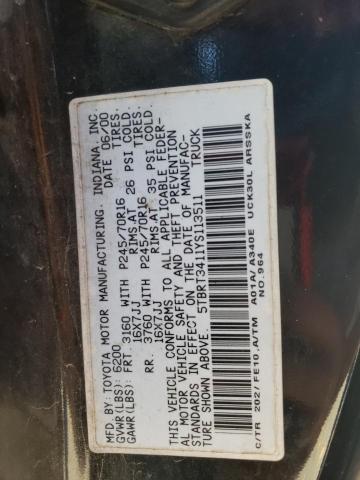 MFD.BY:TOYOTA MOTOR MANUFACTURING, INDIANA, INC.
GVWR(LBS): 6200 DATE 06/00
GAWR(LBS): FRT. 3160 WITH P245/70R16 TIRES,
16X7JJ RIMS,AT 26 PSI COLD.
RR. 3760 WITH P245/70R16 TIRES,
16X7JJ RIMS,AT 35 PSI COLD.
THIS VEHICLE CONFORMS TO ALL APPLICABLE FEDER-
AL MOTOR VEHICLE SAFETY AND THEFT PREVENTION
STANDARDS IN EFFECT ON THE DATE OF MANUFAC-
TURE SHOWN ABOVE. TRUCK
5TBRT3411YS113511
C/TR 202/FE10,A/TM A01A/A340E UCK30L ARSSKA
NO.964